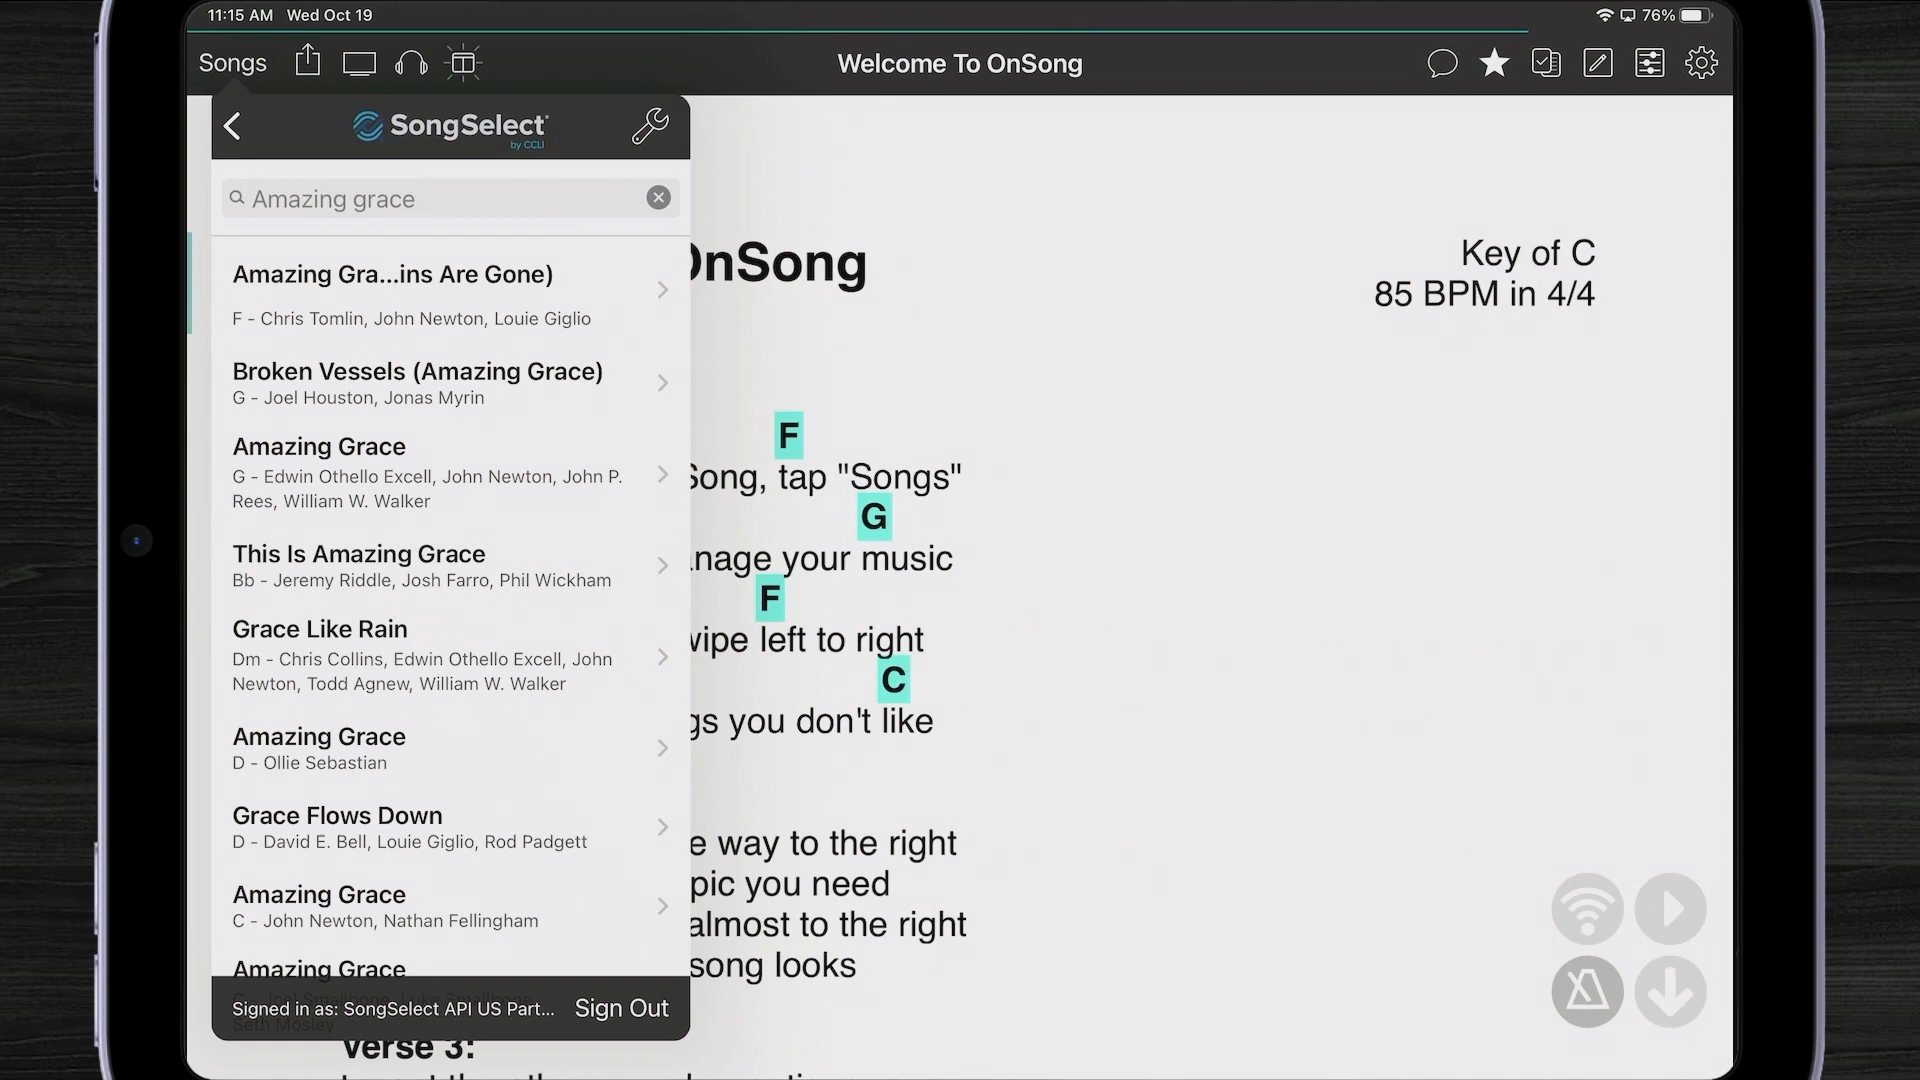 11:15 AM Wed Oct 19
76%
Songs
Welcome To OnSong
SongSelect
by CCLI
Amazing grace
Amazing Gra...ins Are Gone)
F - Chris Tomlin, John Newton, Louie Giglio
Broken Vessels (Amazing Grace)
G - Joel Houston, Jonas Myrin
Amazing Grace
G - Edwin Othello Excell, John Newton, John P.
Rees, William W. Walker
This Is Amazing Grace
Bb - Jeremy Riddle, Josh Farro, Phil Wickham
Grace Like Rain
Dm - Chris Collins, Edwin Othello Excell, John
Newton, Todd Agnew, William W. Walker
Amazing Grace
D - Ollie Sebastian
Grace Flows Down
D - David E. Bell, Louie Giglio, Rod Padgett
Amazing Grace
C - John Newton, Nathan Fellingham
Amazing Grace
Seth Mosley
Signed in as: SongSelect API US Part...
Sign Out
OnSong
Key of C
85 BPM in 4/4
F
Song, tap "Songs"
G
nage your music
F
wipe left to right
C
gs you don't like
e way to the right
pic you need
almost to the right
song looks
Verse 3: